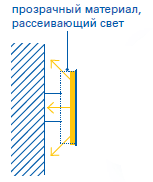 прозрачный материал,
рассеивающий свет